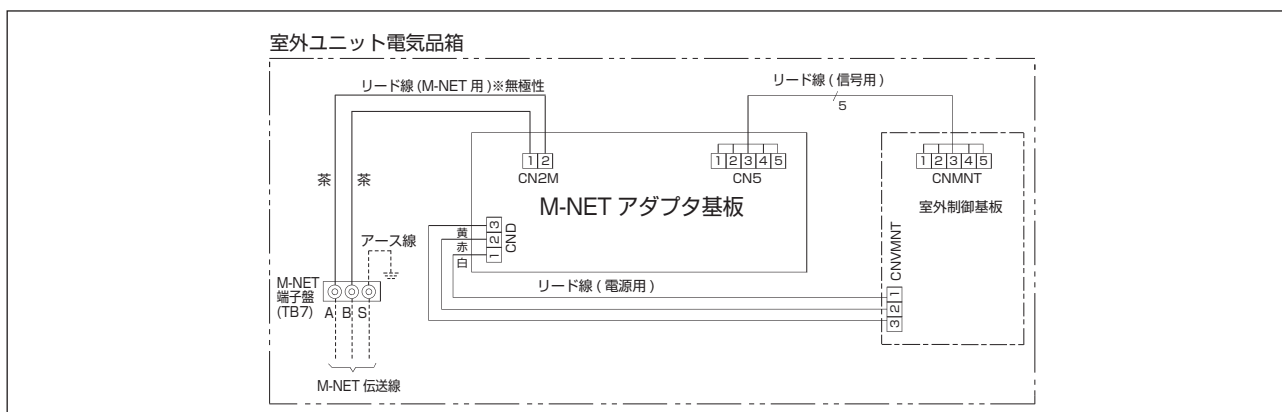 室外ユニット電気品箱
リード線 (M-NET 用 )※無極性
リード線 ( 信号用 )
5
1 2
CN2M
1 2 3 4 5
CN5
1 2 3 4 5
CNMNT
茶
茶
M-NET アダプタ基板
室外制御基板
黄
赤
白
3
2
1
CND
アース線
CNVMNT
リード線 ( 電源用 )
1
2
3
M-NET
端子盤
(TB7)
A B S
M-NET 伝送線